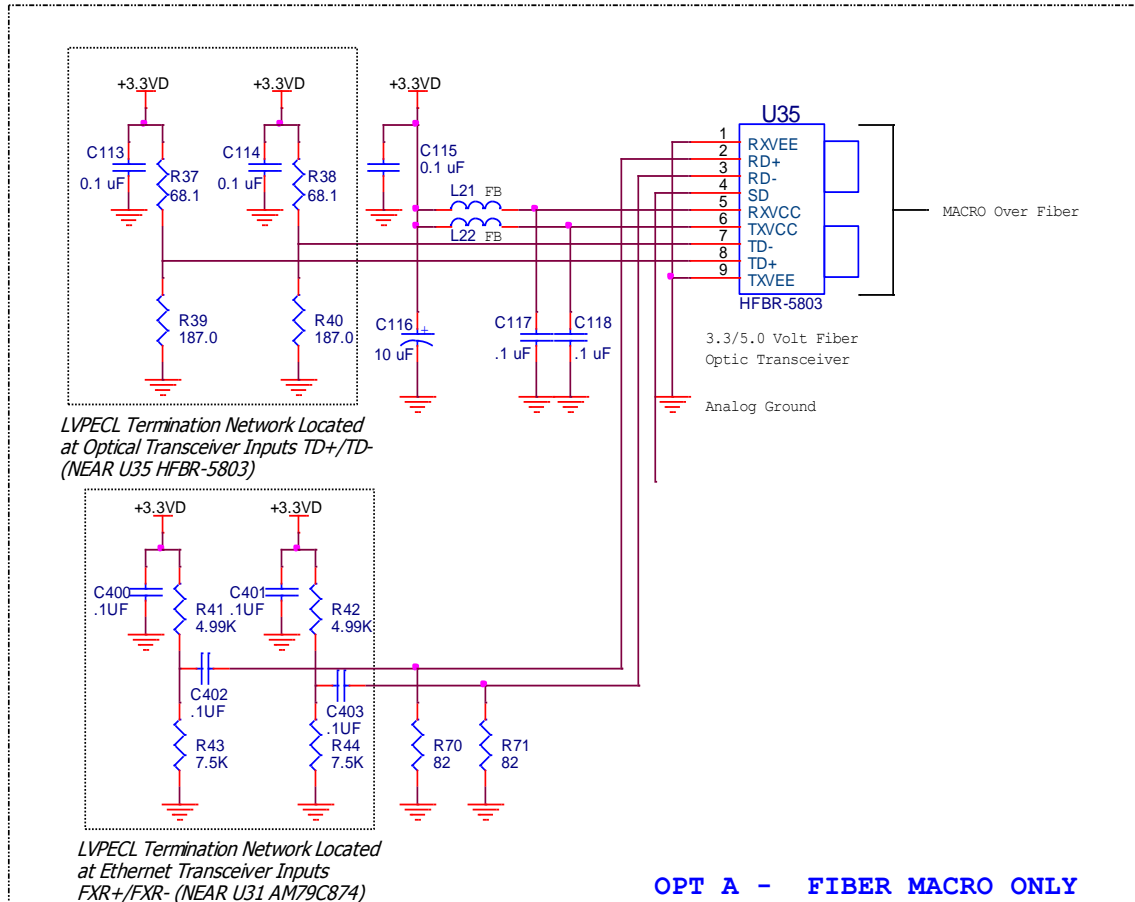 +3.3VD
+3.3VD
+3.3VD
C113
0.1 uF
R37
68.1
C114
0.1 uF
R38
68.1
C115
0.1 uF
L21 FB
L22 FB
R39
187.0
R40
187.0
C116
+
10 uF
C117
.1 uF
C118
.1 uF
U35
1 RXVEE
2 RD+
3 RD-
4 SD
5 RXVCC
6 TXVCC
7 TD-
8 TD+
9 TXVEE
HFBR-5803
MACRO Over Fiber
3.3/5.0 Volt Fiber
Optic Transceiver
Analog Ground
LVPECL Termination Network Located
at Optical Transceiver Inputs TD+/TD-
(NEAR U35 HFBR-5803)
+3.3VD
+3.3VD
C400
.1UF
R41
4.99K
C401
.1UF
R42
4.99K
C402
.1UF
C403
.1UF
R43
7.5K
R44
7.5K
R70
82
R71
82
LVPECL Termination Network Located
at Ethernet Transceiver Inputs
FXR+/FXR- (NEAR U31 AM79C874)
OPT A - FIBER MACRO ONLY